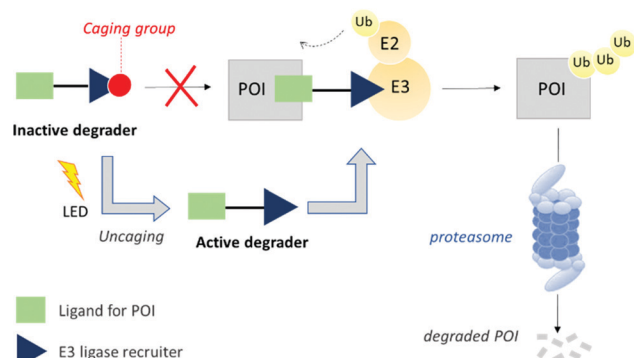 Caging group
Ub
E2
E3
POI
Inactive degrader
LED
Uncaging
Active degrader
Ub
Ub
Ub
POI
proteasome
degraded POI
Ligand for POI
E3 ligase recruiter